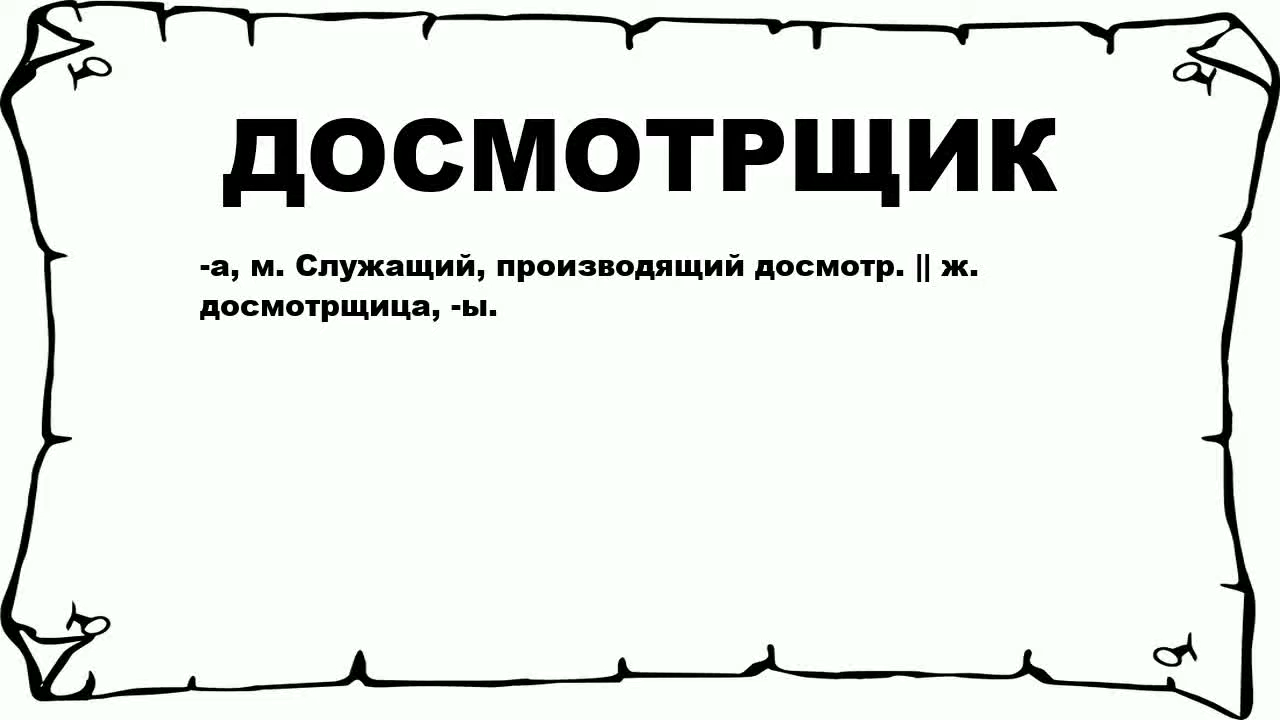 ДОСМОТРЩИК
-а, м. Служащий, производящий досмотр. || ж.
досмотрщица, -ы.